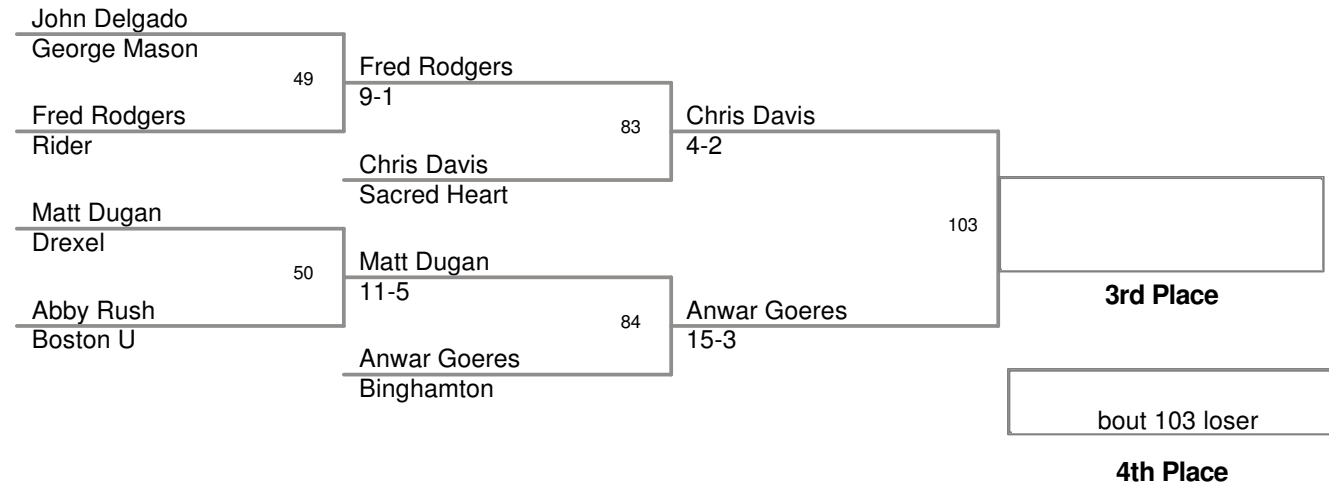 John Delgado
George Mason
49
Fred Rodgers
9-1
Fred Rodgers
Rider
83
Chris Davis
4-2
Chris Davis
Sacred Heart
Matt Dugan
Drexel
103
50
Matt Dugan
11-5
3rd Place
Abby Rush
Boston U
84
Anwar Goeres
15-3
Anwar Goeres
Binghamton
bout 103 loser
4th Place